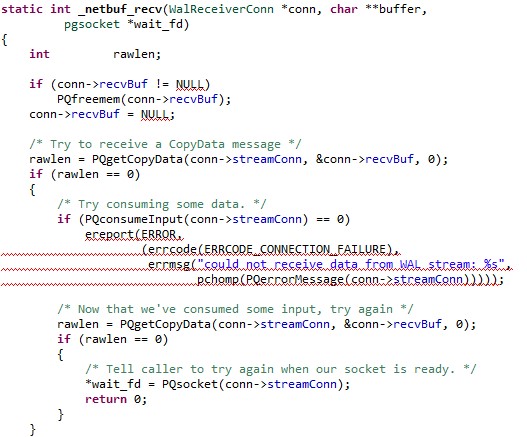 static int _netbuf_recv(WalReceiverConn *conn, char **buffer,
        pgsocket *wait_fd)
{
    int        rawlen;

    if (conn->recvBuf != NULL)
        PQfreemem(conn->recvBuf);
    conn->recvBuf = NULL;

    /* Try to receive a CopyData message */
    rawlen = PQgetCopyData(conn->streamConn, &conn->recvBuf, 0);
    if (rawlen == 0)
    {
        /* Try consuming some data. */
        if (PQconsumeInput(conn->streamConn) == 0)
            ereport(ERROR,
                    (errcode(ERRCODE_CONNECTION_FAILURE),
                     errmsg("could not receive data from WAL stream: %s",
                            pchomp(PQerrorMessage(conn->streamConn)))));

        /* Now that we've consumed some input, try again */
        rawlen = PQgetCopyData(conn->streamConn, &conn->recvBuf, 0);
        if (rawlen == 0)
        {
            /* Tell caller to try again when our socket is ready. */
            *wait_fd = PQsocket(conn->streamConn);
            return 0;
        }
    }